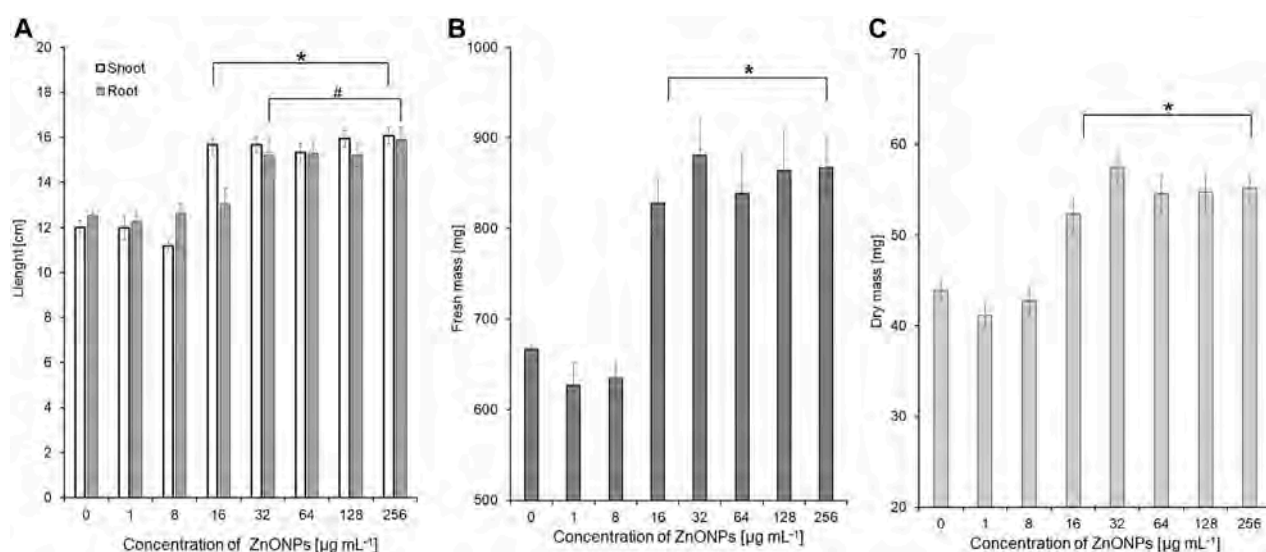 A
20
18
16
14
12
10
8
6
4
2
0
Llenght [cm]
Shoot
Root
*
#
0 1 8 16 32 64 128 256
Concentration of ZnONPs [µg mL⁻¹]
B
1000
900
800
700
600
500
Fresh mass [mg]
*
0 1 8 16 32 64 128 256
Concentration of ZnONPs [µg mL⁻¹]
C
70
60
50
40
30
20
Dry mass [mg]
*
0 1 8 16 32 64 128 256
Concentration of ZnONPs [µg mL⁻¹]